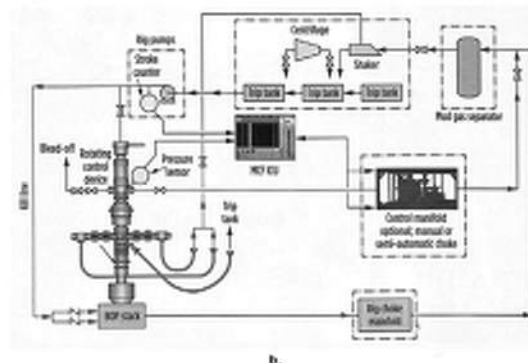 Rig pumps
Stroke
counter
Centrifuge
Shaker
Trip tank
Trip tank
Trip tank
Mud gas separator
Bleed-off
Rotating
control
device
Pressure
sensor
Trip
tank
Kill line
Control manifold
optional; manual or
semi-automatic choke
BOP stack
Rig choke
manifold
b.